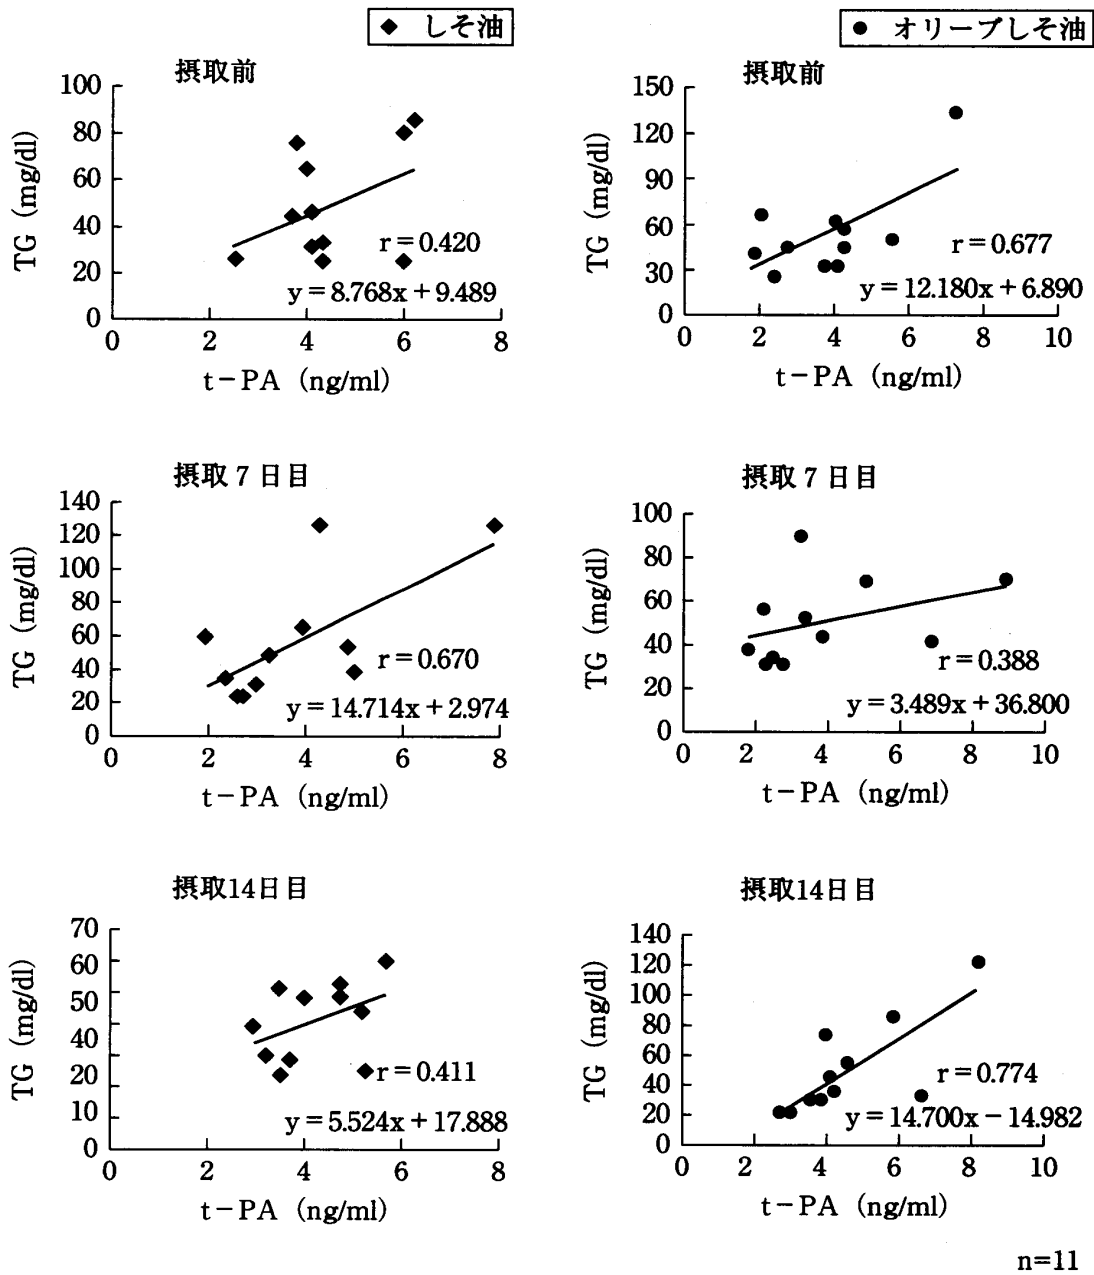 ◆ しそ油
● オリーブしそ油
摂取前
TG (mg/dl)
100
80
60
40
20
0
r = 0.420
y = 8.768x + 9.489
0 2 4 6 8
t-PA (ng/ml)
摂取前
TG (mg/dl)
150
120
90
60
30
0
r = 0.677
y = 12.180x + 6.890
0 2 4 6 8 10
t-PA (ng/ml)
摂取 7 日目
TG (mg/dl)
140
120
100
80
60
40
20
0
r = 0.670
y = 14.714x + 2.974
0 2 4 6 8
t-PA (ng/ml)
摂取 7 日目
TG (mg/dl)
100
80
60
40
20
0
r = 0.388
y = 3.489x + 36.800
0 2 4 6 8 10
t-PA (ng/ml)
摂取14日目
TG (mg/dl)
70
60
50
40
30
20
10
0
r = 0.411
y = 5.524x + 17.888
0 2 4 6 8
t-PA (ng/ml)
摂取14日目
TG (mg/dl)
140
120
100
80
60
40
20
0
r = 0.774
y = 14.700x - 14.982
0 2 4 6 8 10
t-PA (ng/ml)
n=11